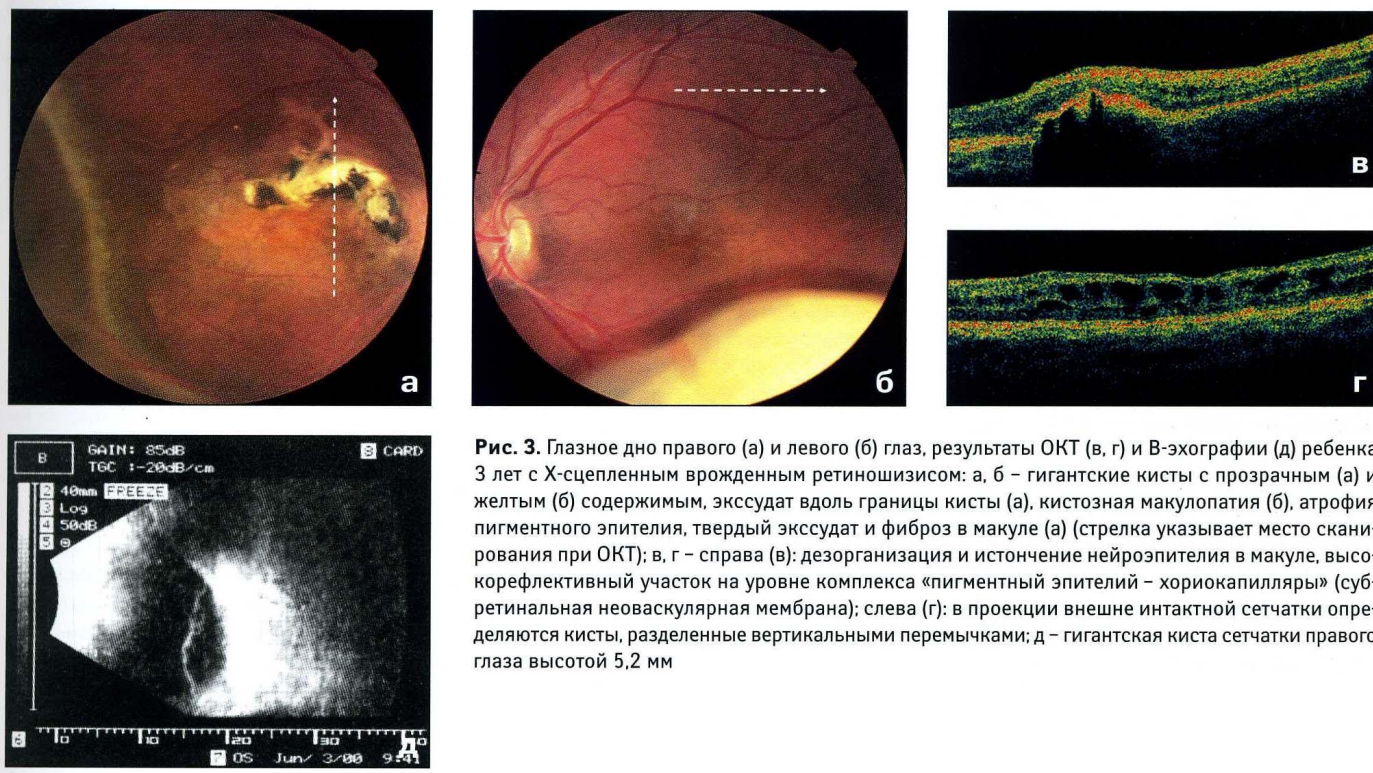 а
б
в
г
B
GAIN: 85dB
TGC :-20dB/cm
8 CARD
2 40mm FREEZE
3 Log
4 50dB
5
д
0 10 20 30
6
7 OS Jun/ 3/00 9:41
Рис. 3. Глазное дно правого (а) и левого (б) глаз, результаты ОКТ (в, г) и В-эхографии (д) ребенка
3 лет с Х-сцепленным врожденным ретиношизисом: а, б – гигантские кисты с прозрачным (а) и
желтым (б) содержимым, экссудат вдоль границы кисты (а), кистозная макулопатия (б), атрофия
пигментного эпителия, твердый экссудат и фиброз в макуле (а) (стрелка указывает место скани-
рования при ОКТ); в, г – справа (в): дезорганизация и истончение нейроэпителия в макуле, высо-
корефлективный участок на уровне комплекса «пигментный эпителий – хориокапилляры» (суб-
ретинальная неоваскулярная мембрана); слева (г): в проекции внешне интактной сетчатки опре-
деляются кисты, разделенные вертикальными перемычками; д – гигантская киста сетчатки правого
глаза высотой 5,2 мм